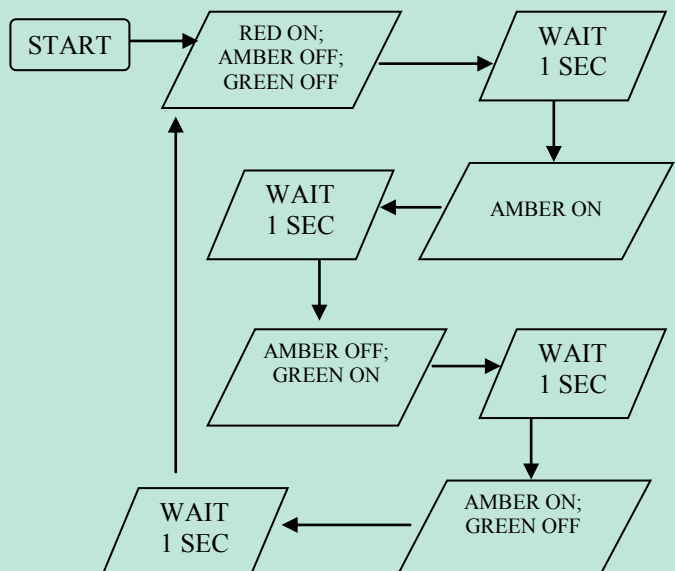 START
RED ON;
AMBER OFF;
GREEN OFF
WAIT
1 SEC
AMBER ON
WAIT
1 SEC
AMBER OFF;
GREEN ON
WAIT
1 SEC
AMBER ON;
GREEN OFF
WAIT
1 SEC